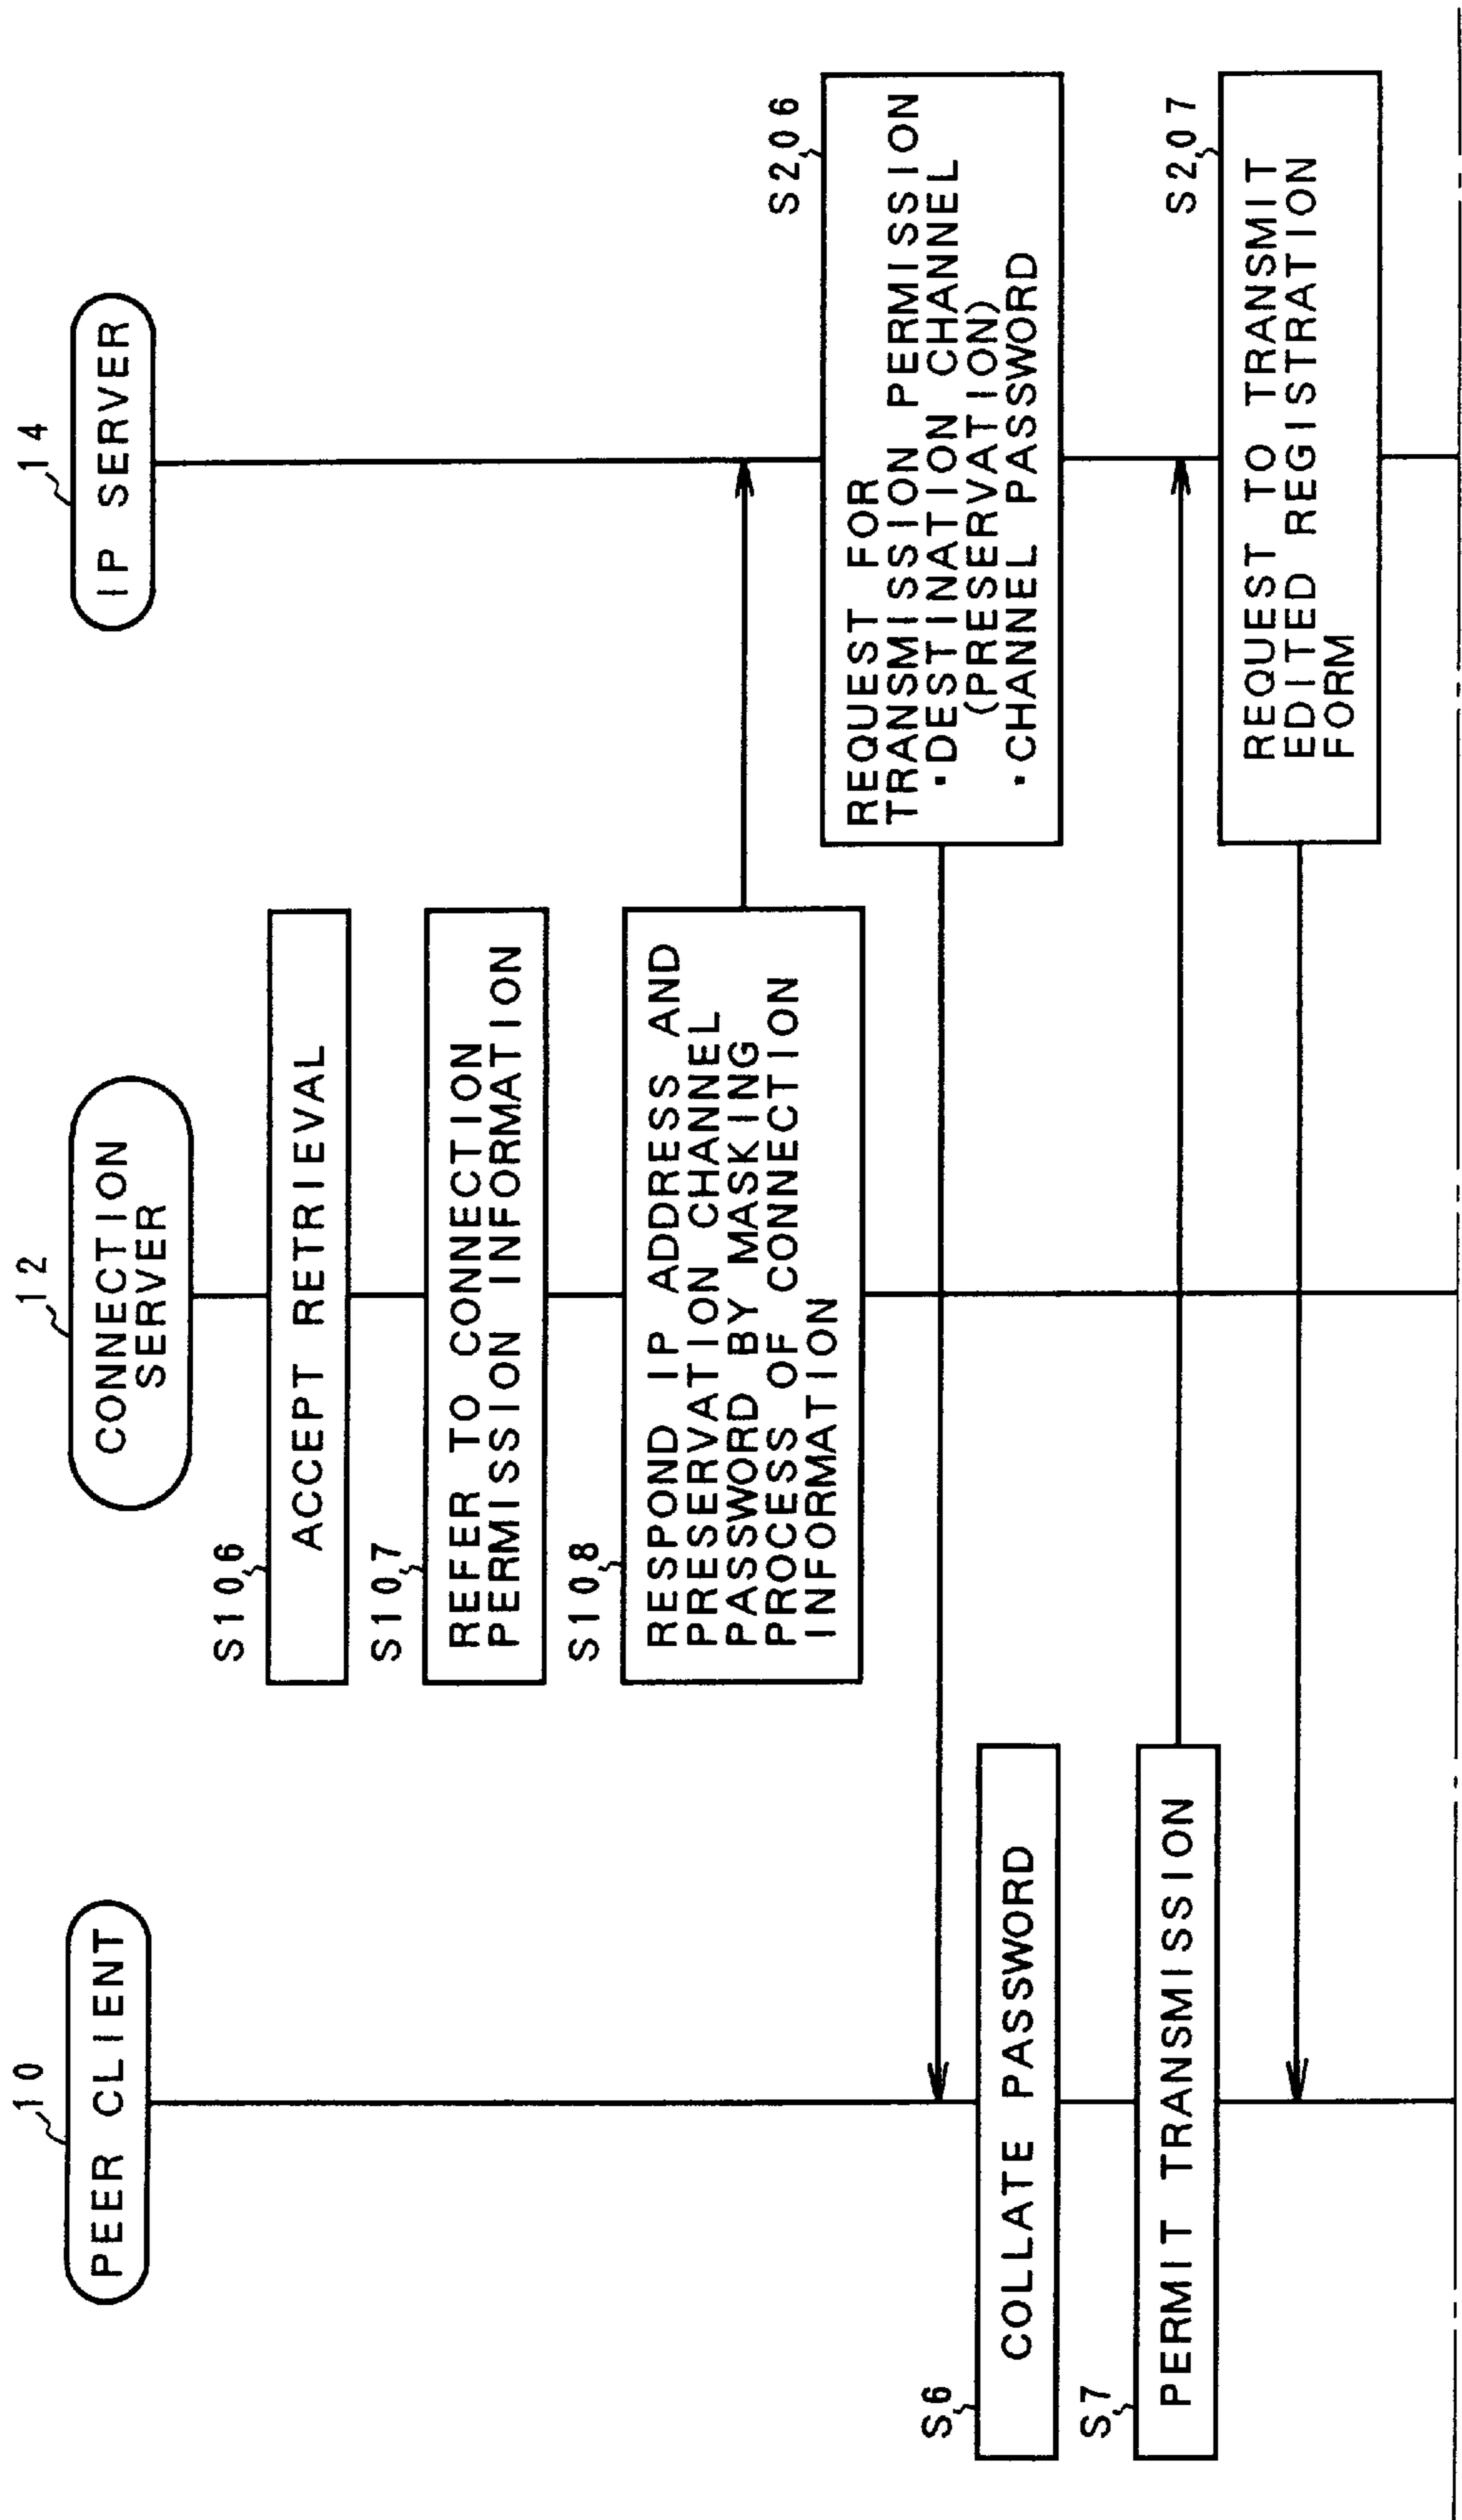 10
PEER CLIENT
12
CONNECTION
SERVER
14
IP SERVER
S106
ACCEPT RETRIEVAL
S107
REFER TO CONNECTION
PERMISSION INFORMATION
S108
RESPOND IP ADDRESS AND
PRESERVATION CHANNEL
PASSWORD BY MASKING
PROCESS OF CONNECTION
INFORMATION
S206
REQUEST FOR
TRANSMISSION PERMISSION
·DESTINATION CHANNEL
(PRESERVATION)
·CHANNEL PASSWORD
S6
COLLATE PASSWORD
S7
PERMIT TRANSMISSION
S207
REQUEST TO TRANSMIT
EDITED REGISTRATION
FORM